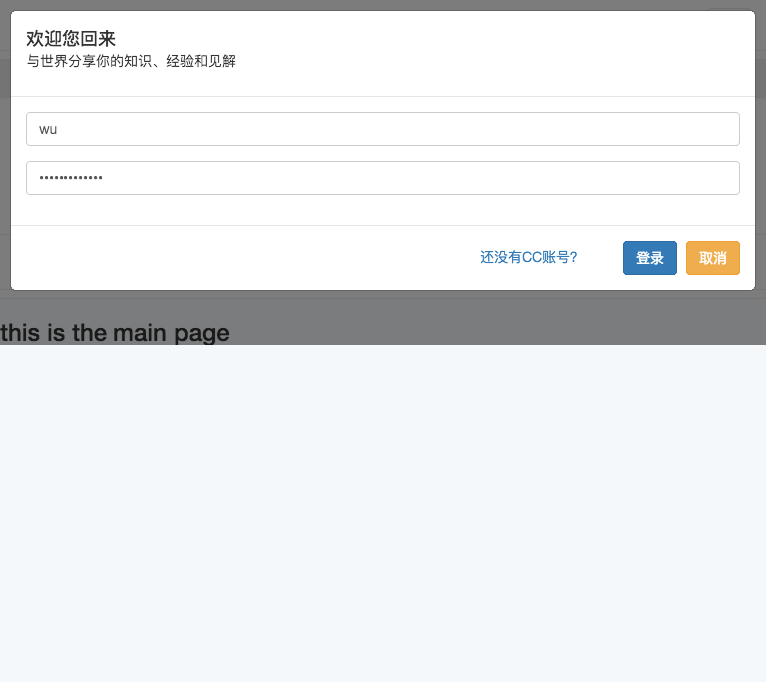 欢迎您回来
与世界分享你的知识、经验和见解
wu
•••••••••••••
还没有CC账号?
登录
取消
this is the main page